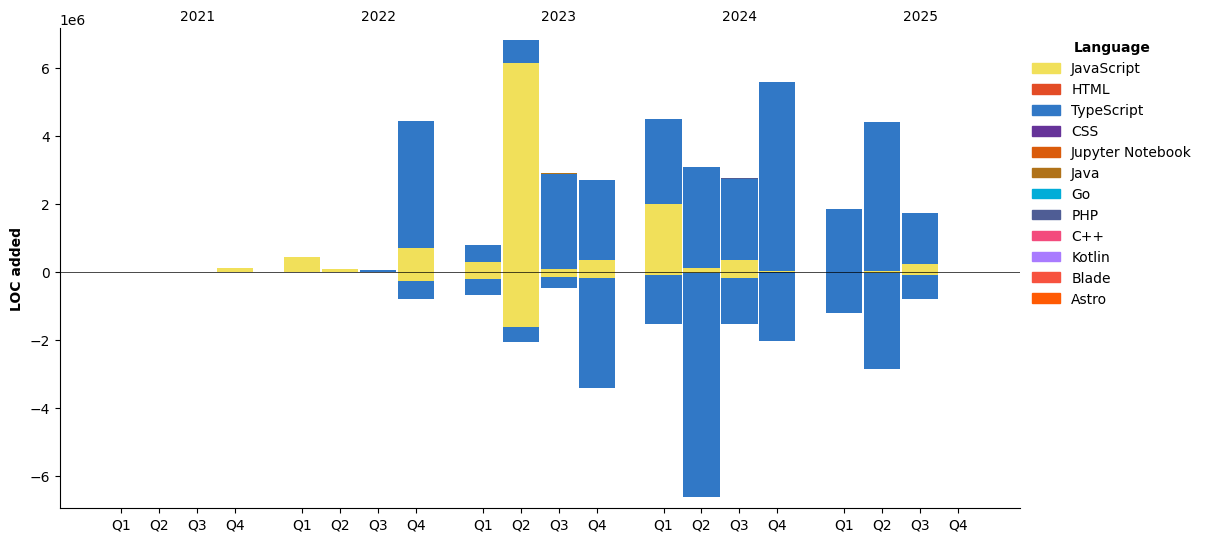 2021 2022 2023 2024 2025
1e6
Language
JavaScript
HTML
TypeScript
CSS
Jupyter Notebook
Java
Go
PHP
C++
Kotlin
Blade
Astro
LOC added
6
4
2
0
−2
−4
−6
Q1 Q2 Q3 Q4 Q1 Q2 Q3 Q4 Q1 Q2 Q3 Q4 Q1 Q2 Q3 Q4 Q1 Q2 Q3 Q4